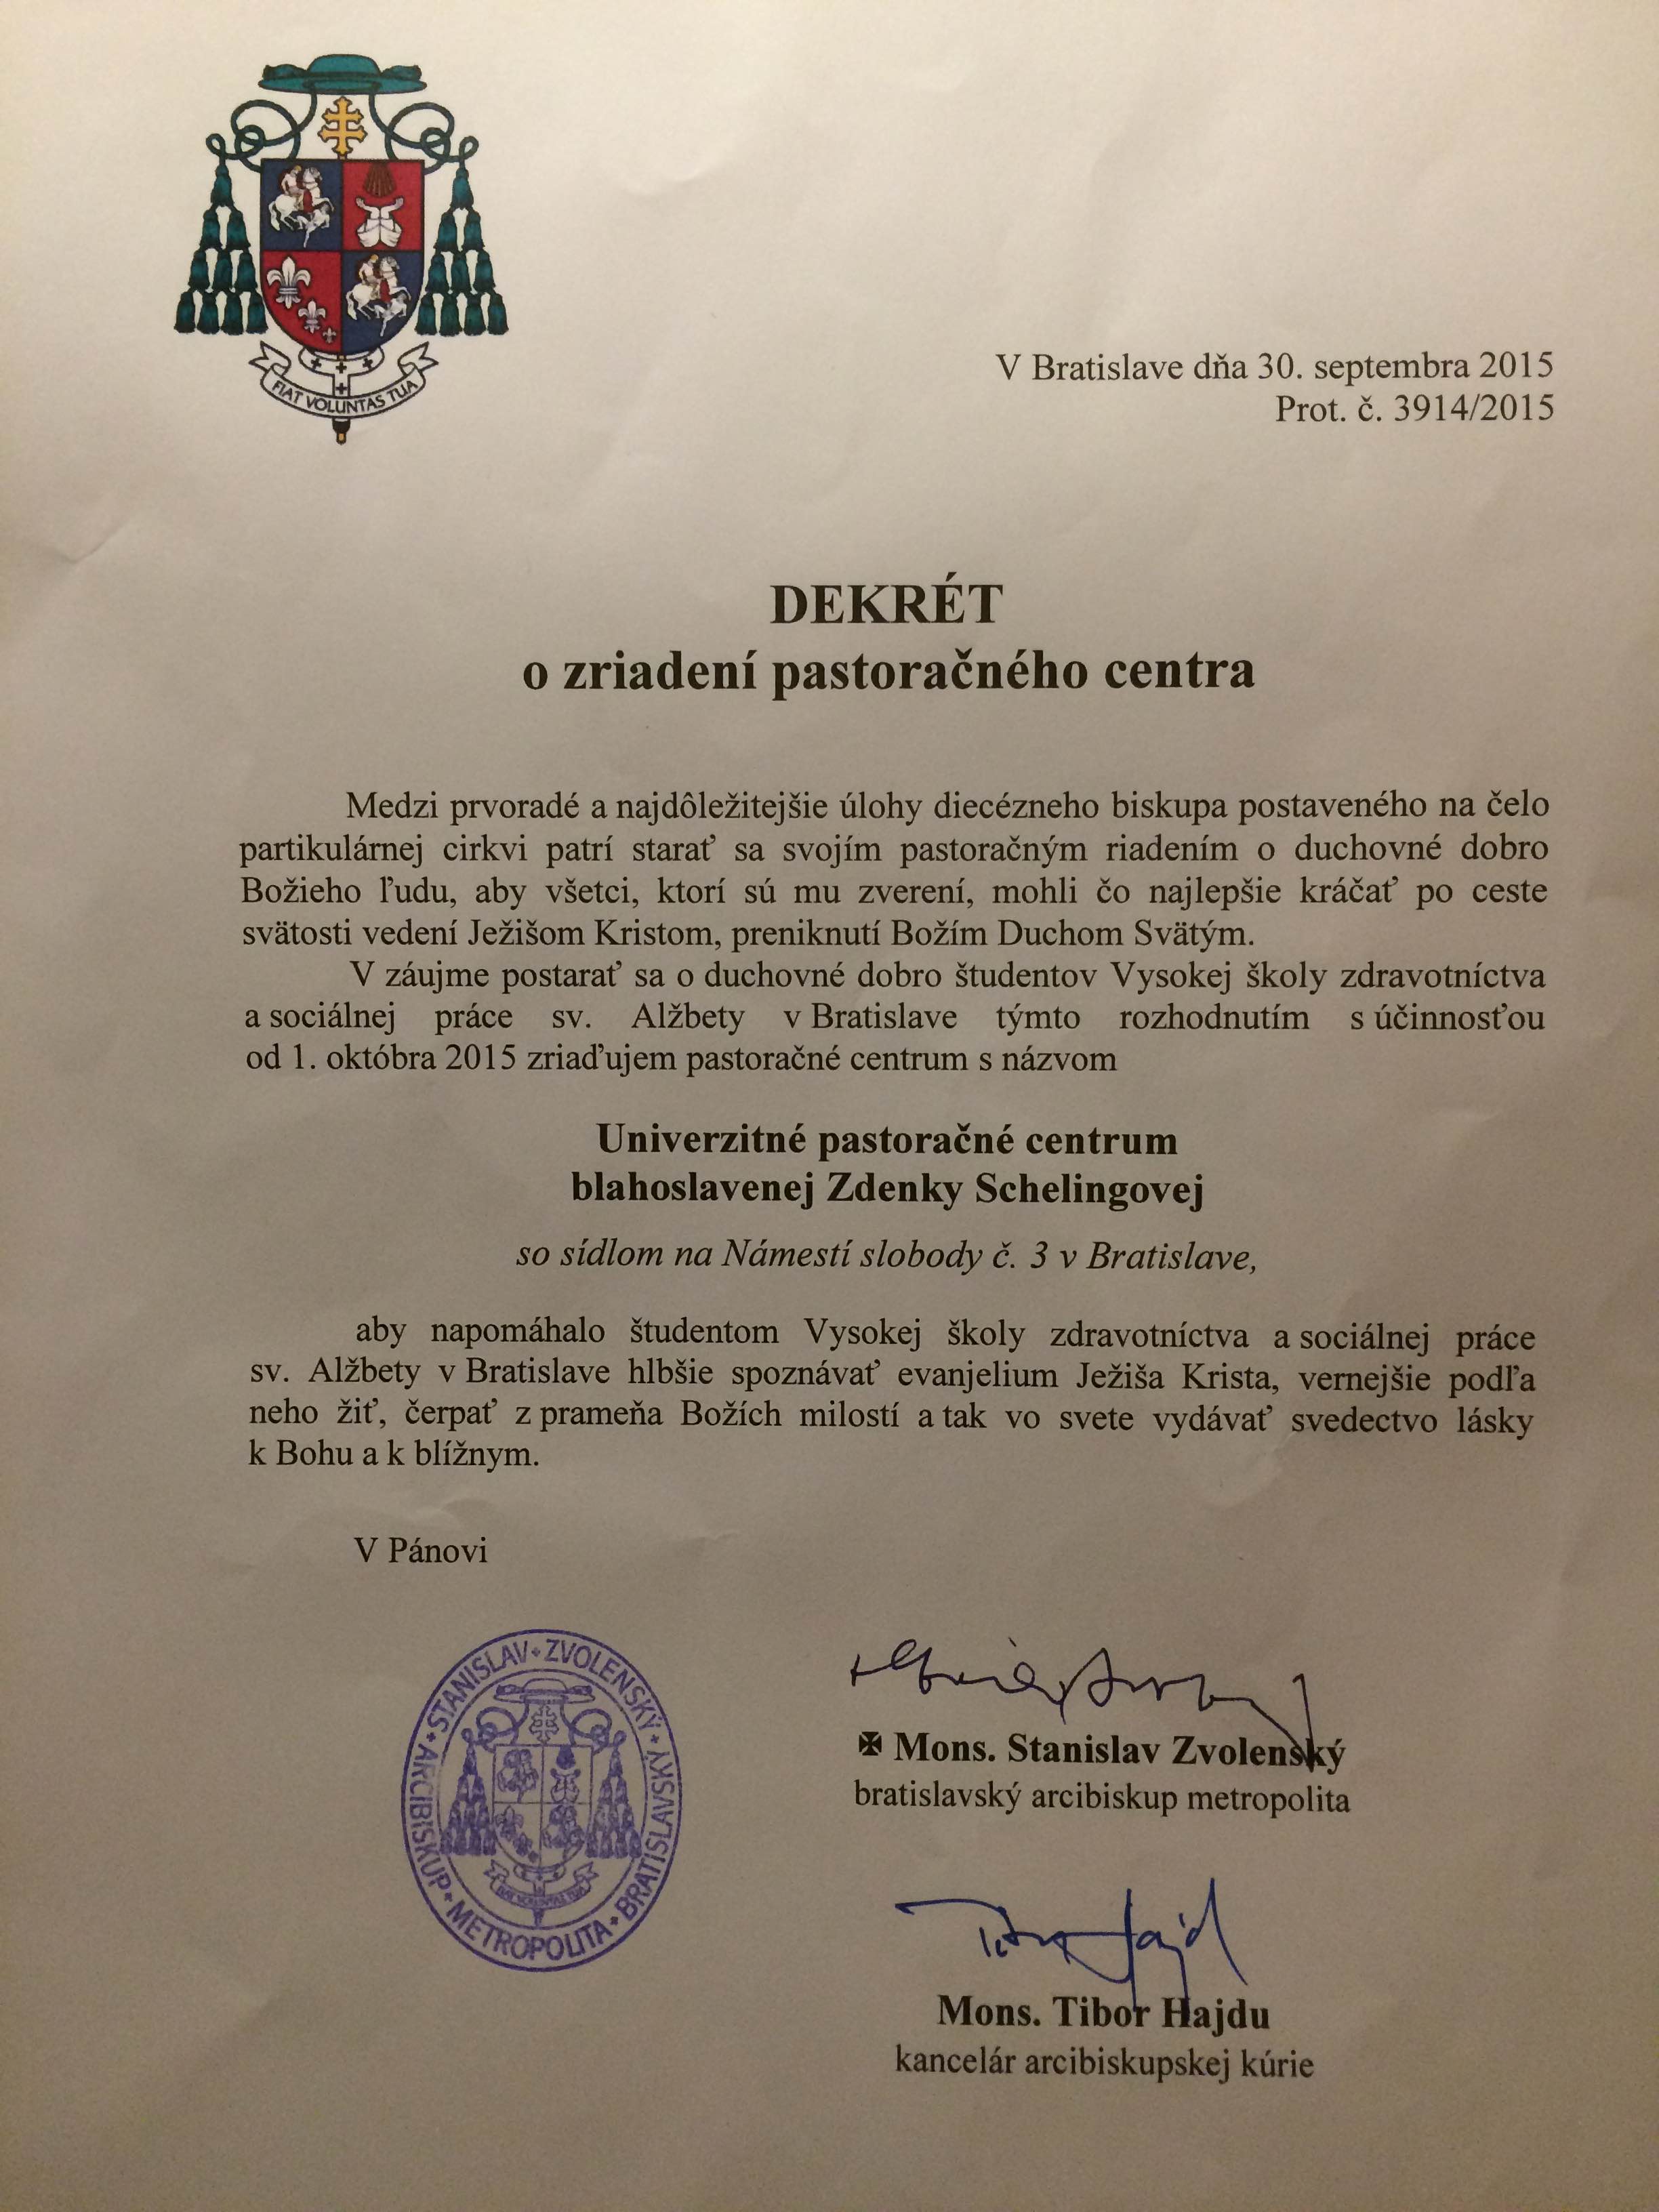 FIAT VOLUNTAS TUA
V Bratislave dňa 30. septembra 2015
Prot. č. 3914/2015
DEKRÉT
o zriadení pastoračného centra
Medzi prvoradé a najdôležitejšie úlohy diecézneho biskupa postaveného na čelo
partikulárnej cirkvi patrí starať sa svojím pastoračným riadením o duchovné dobro
Božieho ľudu, aby všetci, ktorí sú mu zverení, mohli čo najlepšie kráčať po ceste
svätosti vedení Ježišom Kristom, preniknutí Božím Duchom Svätým.
V záujme postarať sa o duchovné dobro študentov Vysokej školy zdravotníctva
a sociálnej práce sv. Alžbety v Bratislave týmto rozhodnutím s účinnosťou
od 1. októbra 2015 zriaďujem pastoračné centrum s názvom
Univerzitné pastoračné centrum
blahoslavenej Zdenky Schelingovej
so sídlom na Námestí slobody č. 3 v Bratislave,
aby napomáhalo študentom Vysokej školy zdravotníctva a sociálnej práce
sv. Alžbety v Bratislave hlbšie spoznávať evanjelium Ježiša Krista, vernejšie podľa
neho žiť, čerpať z prameňa Božích milostí a tak vo svete vydávať svedectvo lásky
k Bohu a k blížnym.
V Pánovi
STANISLAV ZVOLENSKÝ BRATISLAVSKÝ ARCIBISKUP METROPOLITA
FIAT VOLUNTAS TUA
✠ Mons. Stanislav Zvolenský
bratislavský arcibiskup metropolita
Tibor Hajdu
Mons. Tibor Hajdu
kancelár arcibiskupskej kúrie